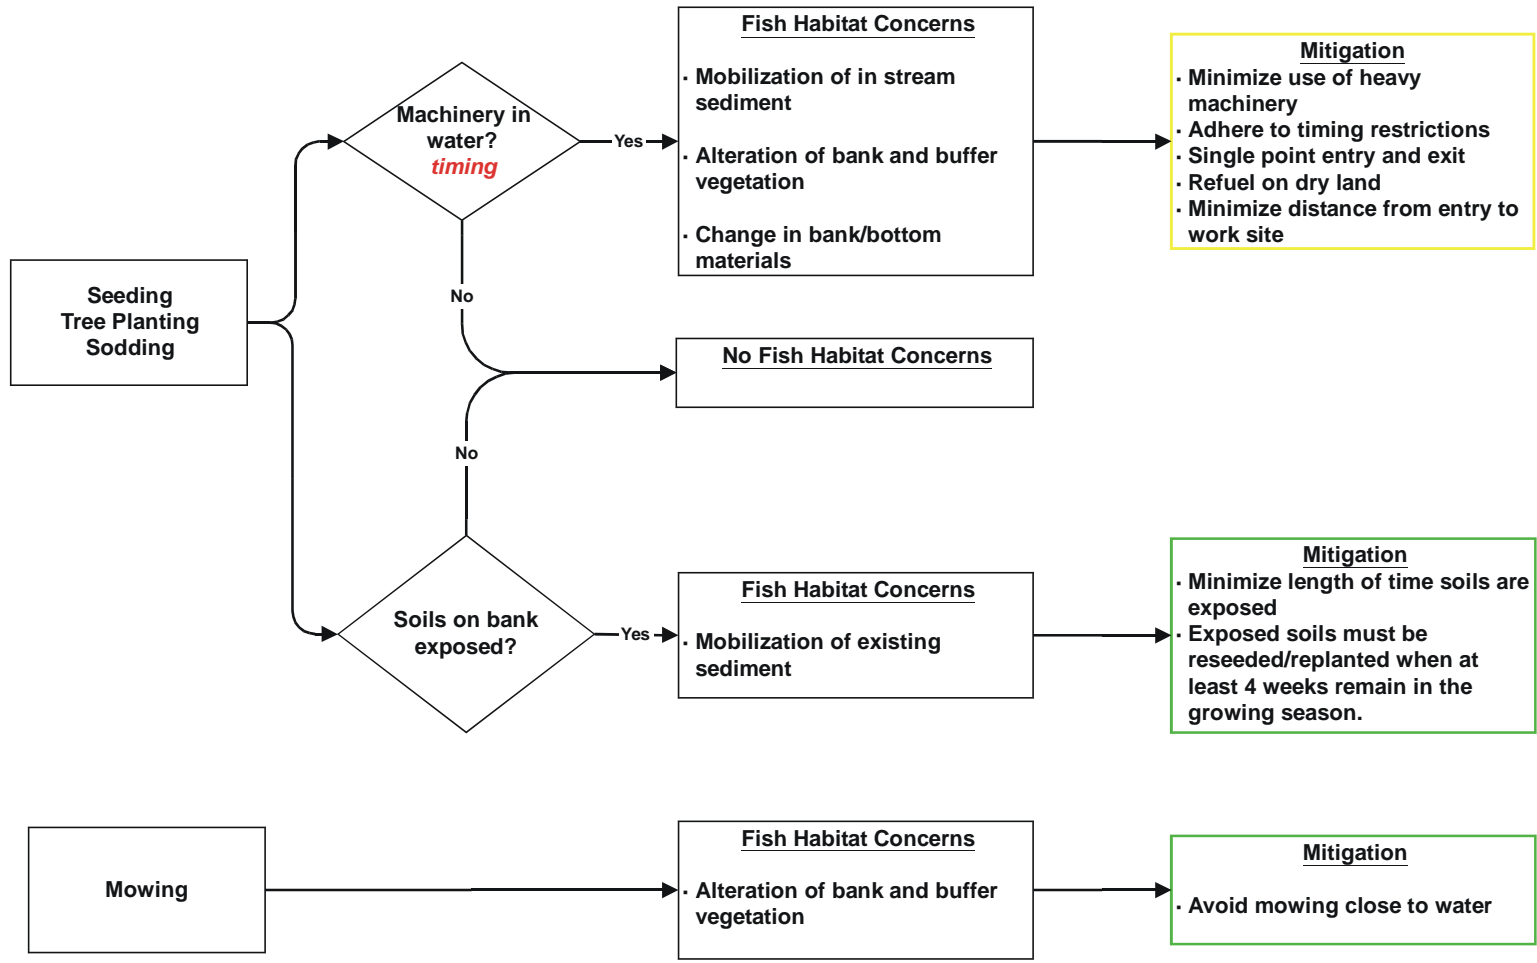 Seeding
Tree Planting
Sodding
Machinery in
water?
timing
Yes
No
Fish Habitat Concerns
· Mobilization of in stream
sediment
· Alteration of bank and buffer
vegetation
· Change in bank/bottom
materials
Mitigation
· Minimize use of heavy
machinery
· Adhere to timing restrictions
· Single point entry and exit
· Refuel on dry land
· Minimize distance from entry to
work site
No Fish Habitat Concerns
No
Soils on bank
exposed?
Yes
Fish Habitat Concerns
· Mobilization of existing
sediment
Mitigation
· Minimize length of time soils are
exposed
· Exposed soils must be
reseeded/replanted when at
least 4 weeks remain in the
growing season.
Mowing
Fish Habitat Concerns
· Alteration of bank and buffer
vegetation
Mitigation
· Avoid mowing close to water